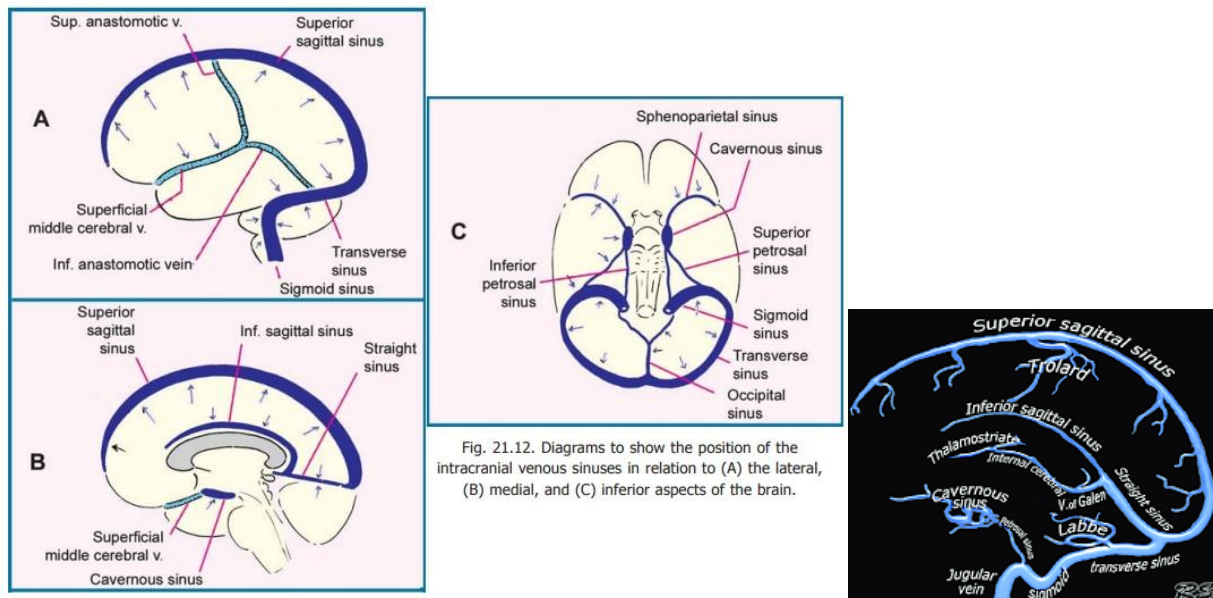 Sup. anastomotic v.
Superior
sagittal sinus
A
Superficial
middle cerebral v.
Inf. anastomotic vein
Transverse
sinus
Sigmoid sinus
Superior
sagittal
sinus
Inf. sagittal sinus
Straight
sinus
B
Superficial
middle cerebral v.
Cavernous sinus
Sphenoparietal sinus
Cavernous sinus
C
Superior
petrosal
sinus
Inferior
petrosal
sinus
Sigmoid
sinus
Transverse
sinus
Occipital
sinus
Fig. 21.12. Diagrams to show the position of the
intracranial venous sinuses in relation to (A) the lateral,
(B) medial, and (C) inferior aspects of the brain.
Superior sagittal sinus
Trolard
Inferior sagittal sinus
Thalamostriate
Internal cerebral
V. of Galen
Straight sinus
Cavernous
sinus
Petrosal sinus
Labbe
transverse sinus
Jugular
vein
sigmoid